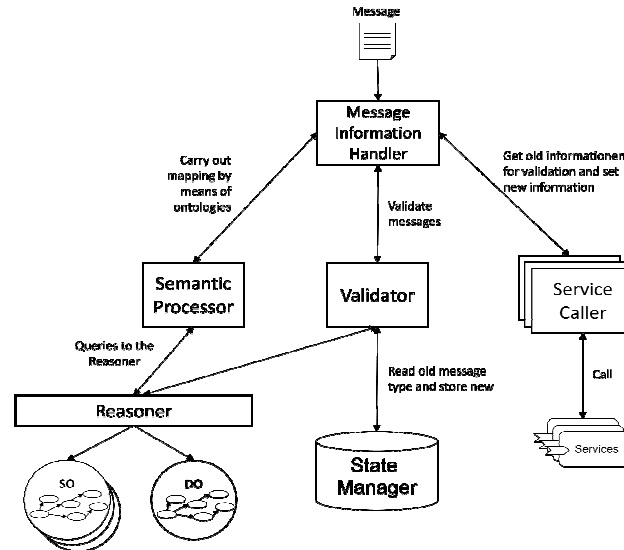 Message
Message
Information
Handler
Carry out
mapping by
means of
ontologies
Validate
messages
Get old informationen
for validation and set
new information
Semantic
Processor
Validator
Service
Caller
Queries to the
Reasoner
Read old message
type and store new
Call
Reasoner
SO
DO
State
Manager
Services